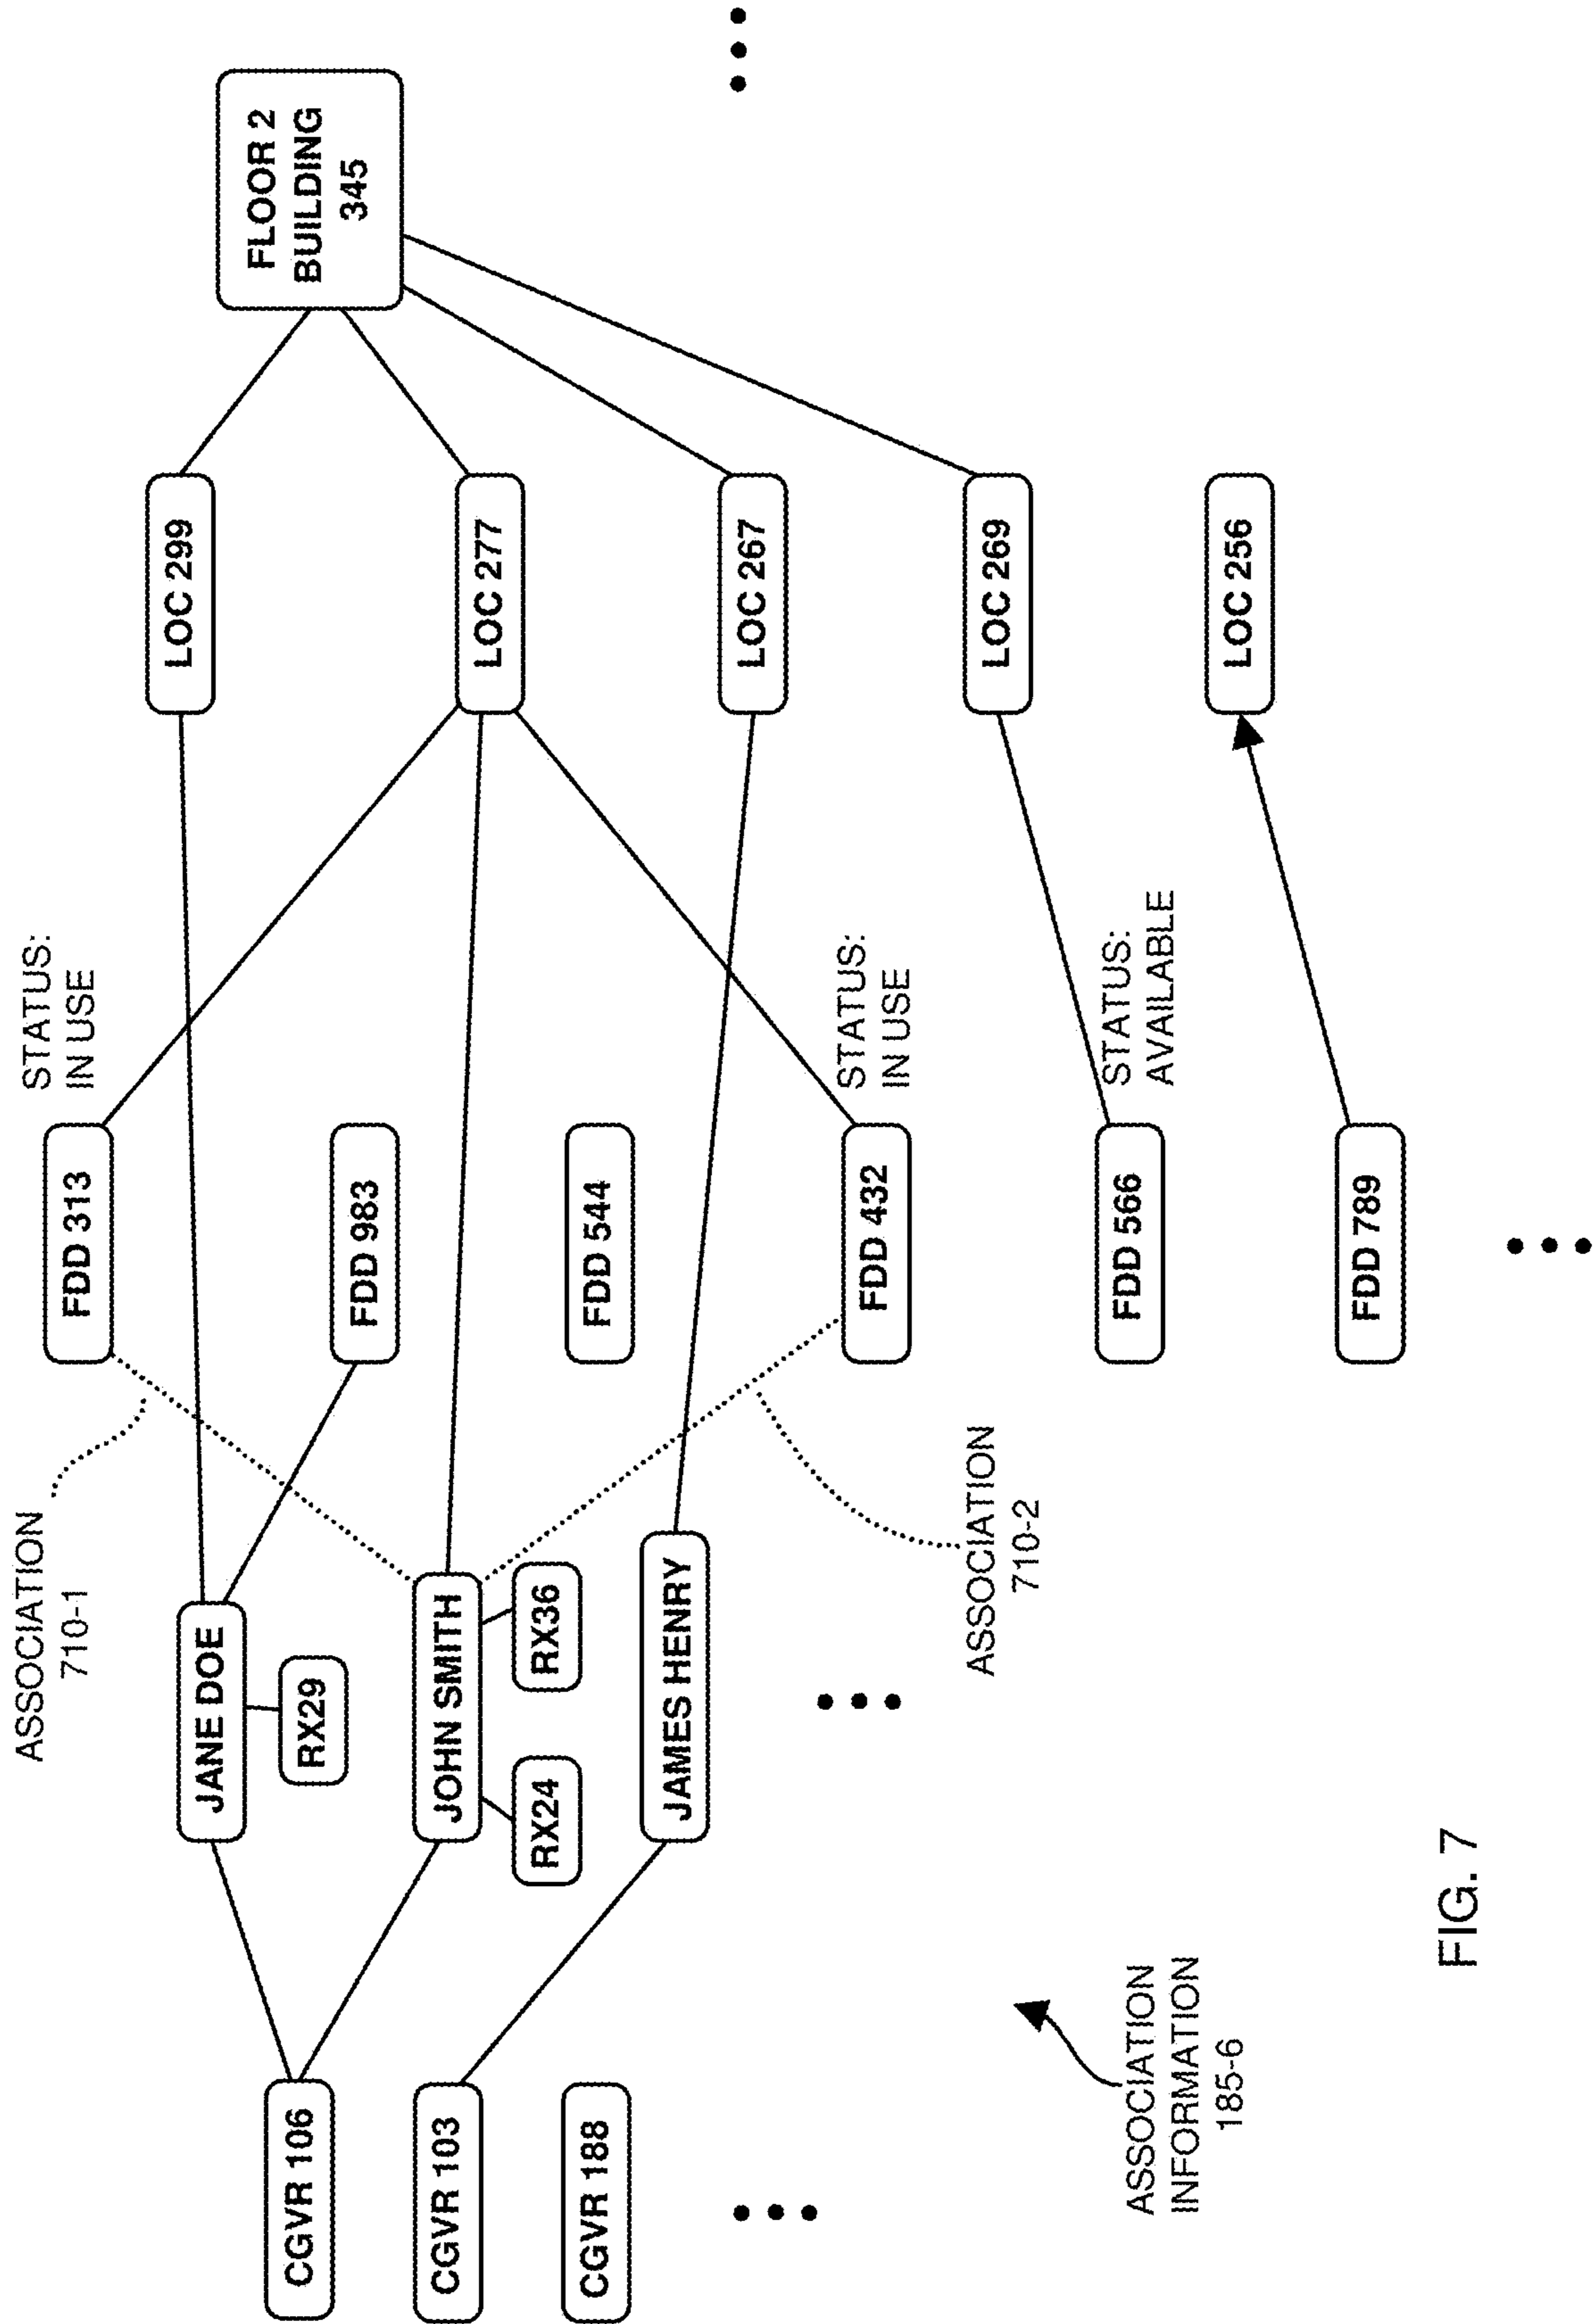 ASSOCIATION
710-1
STATUS:
IN USE
FDD 313
JANE DOE
LOC 299
FLOOR 2
BUILDING
345
CGVR 106
RX29
FDD 983
CGVR 103
JOHN SMITH
LOC 277
RX24
RX36
CGVR 188
FDD 544
JAMES HENRY
LOC 267
STATUS:
IN USE
FDD 432
ASSOCIATION
710-2
LOC 269
STATUS:
AVAILABLE
FDD 566
LOC 256
FDD 789
ASSOCIATION
INFORMATION
185-6
FIG. 7